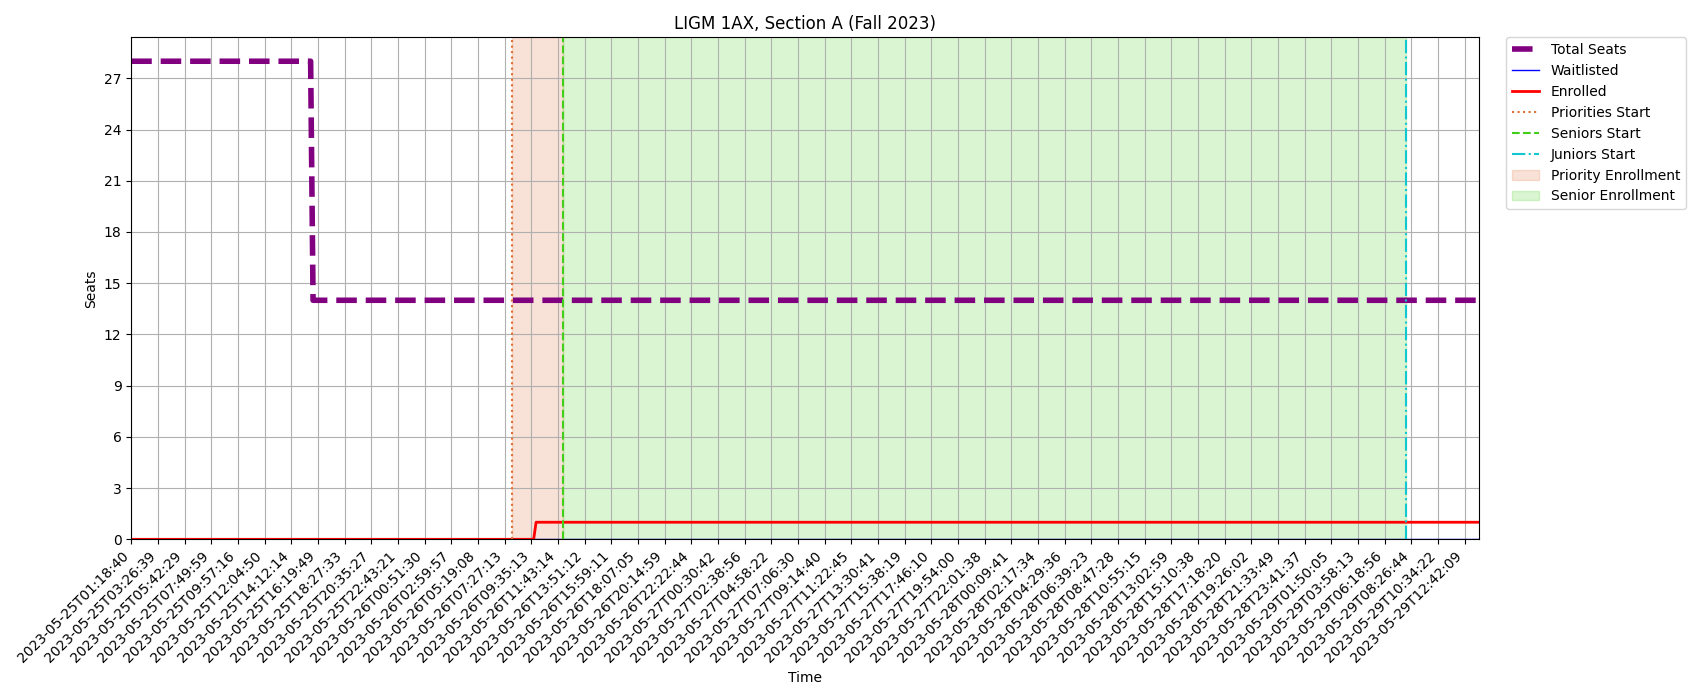 LIGM 1AX, Section A (Fall 2023)
Total Seats
Waitlisted
Enrolled
Priorities Start
Seniors Start
Juniors Start
Priority Enrollment
Senior Enrollment
Seats
27
24
21
18
15
12
9
6
3
0
2023-05-25T01:18:40
2023-05-25T03:26:39
2023-05-25T05:42:29
2023-05-25T07:49:59
2023-05-25T09:57:16
2023-05-25T12:04:50
2023-05-25T14:12:14
2023-05-25T16:19:49
2023-05-25T18:27:33
2023-05-25T20:35:27
2023-05-25T22:43:21
2023-05-26T00:51:30
2023-05-26T02:59:57
2023-05-26T05:19:08
2023-05-26T07:27:13
2023-05-26T09:35:13
2023-05-26T11:43:14
2023-05-26T13:51:12
2023-05-26T15:59:11
2023-05-26T18:07:05
2023-05-26T20:14:59
2023-05-26T22:22:44
2023-05-27T00:30:42
2023-05-27T02:38:56
2023-05-27T04:58:22
2023-05-27T07:06:30
2023-05-27T09:14:40
2023-05-27T11:22:45
2023-05-27T13:30:41
2023-05-27T15:38:19
2023-05-27T17:46:10
2023-05-27T19:54:00
2023-05-27T22:01:38
2023-05-28T00:09:41
2023-05-28T02:17:34
2023-05-28T04:29:36
2023-05-28T06:39:23
2023-05-28T08:47:28
2023-05-28T10:55:15
2023-05-28T13:02:59
2023-05-28T15:10:38
2023-05-28T17:18:20
2023-05-28T19:26:02
2023-05-28T21:33:49
2023-05-28T23:41:37
2023-05-29T01:50:05
2023-05-29T03:58:13
2023-05-29T06:18:56
2023-05-29T08:26:44
2023-05-29T10:34:22
2023-05-29T12:42:09
Time